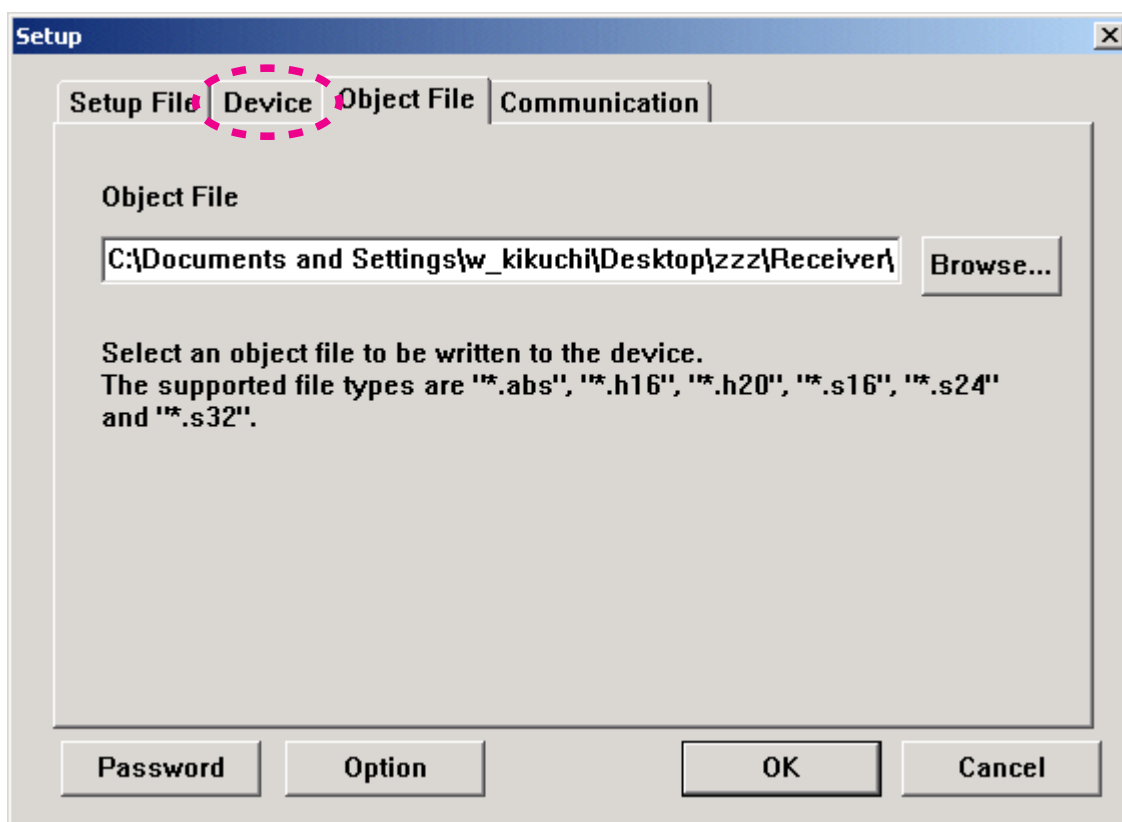 Setup
Setup File Device Object File Communication
Object File
C:\Documents and Settings\w_kikuchi\Desktop\zzz\Receiver\
Browse...
Select an object file to be written to the device.
The supported file types are "*.abs", "*.h16", "*.h20", "*.s16", "*.s24"
and "*.s32".
Password Option OK Cancel